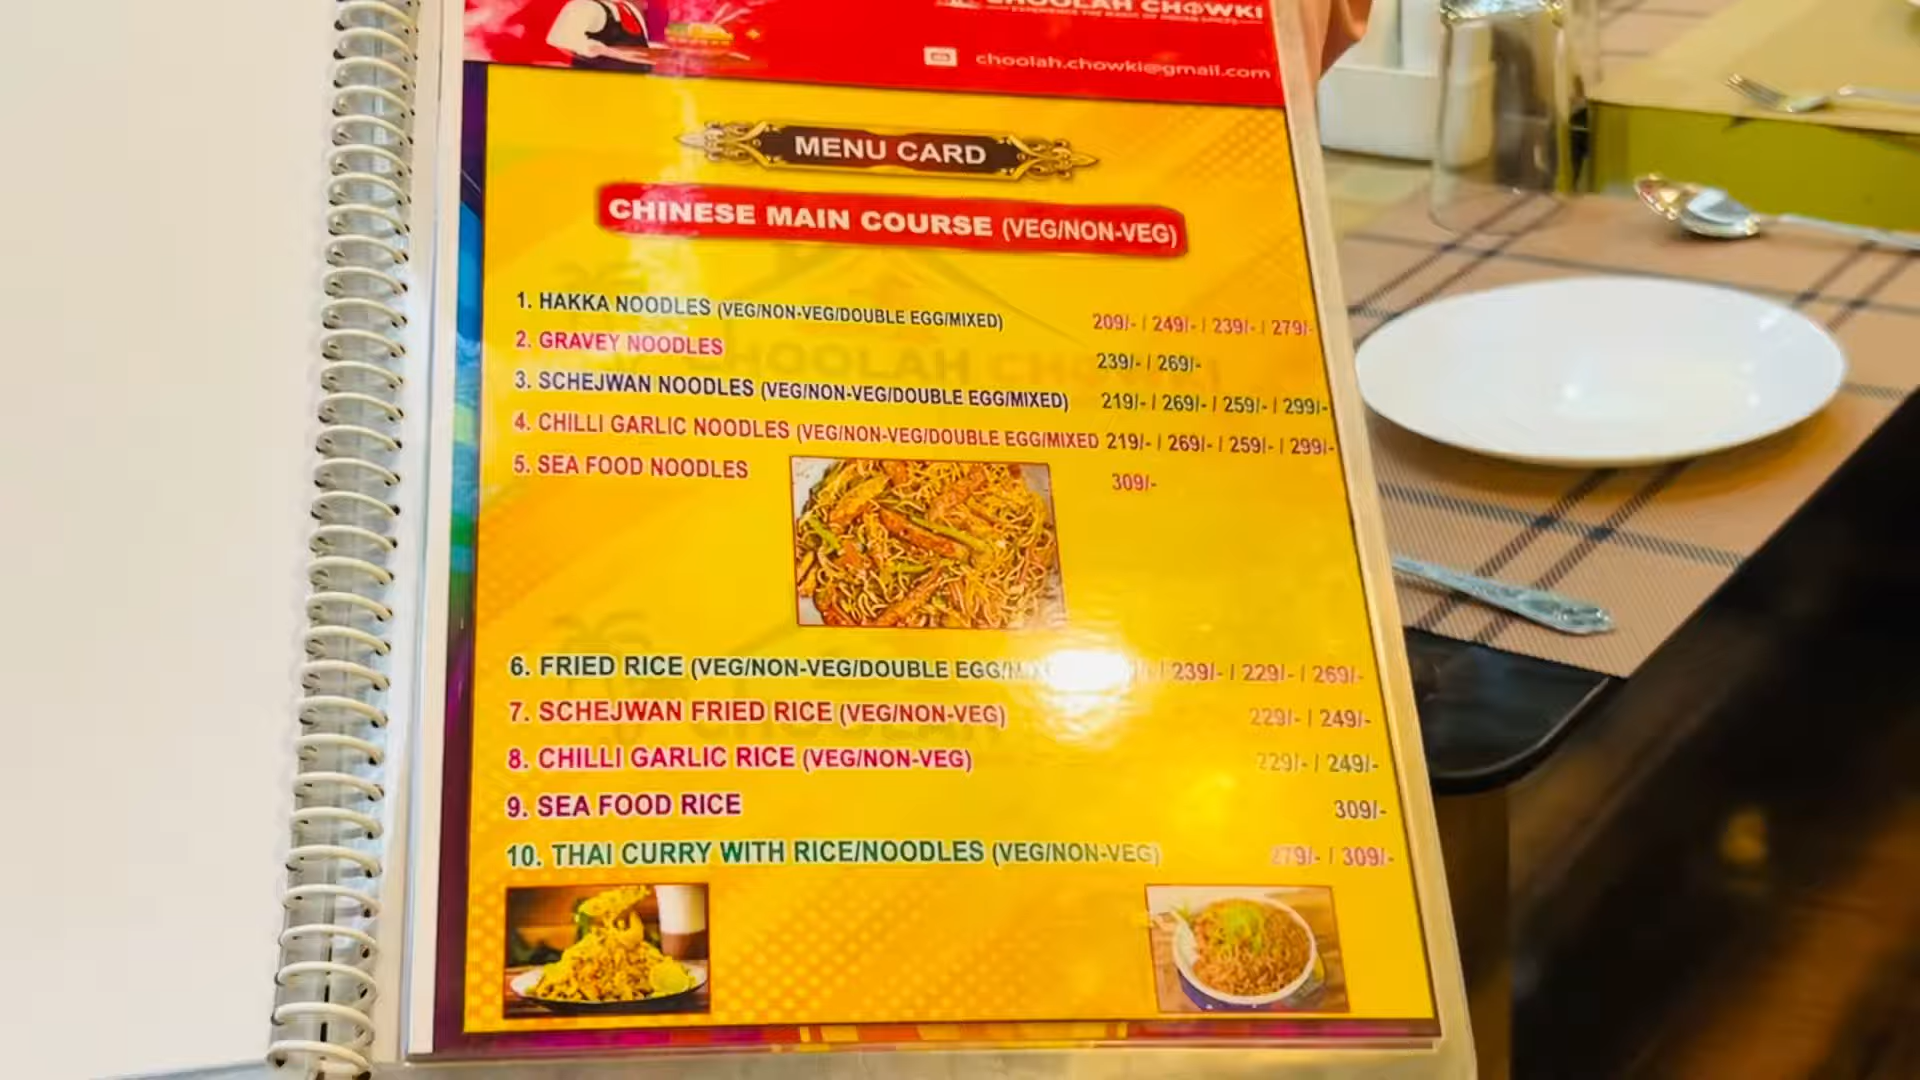 CHOOLAH CHOWKI
choolah.chowki@gmail.com
MENU CARD
CHINESE MAIN COURSE (VEG/NON-VEG)
1. HAKKA NOODLES (VEG/NON-VEG/DOUBLE EGG/MIXED) 209/- | 249/- | 239/- | 279/-
2. GRAVEY NOODLES 239/- | 269/-
3. SCHEJWAN NOODLES (VEG/NON-VEG/DOUBLE EGG/MIXED) 219/- | 269/- | 259/- | 299/-
4. CHILLI GARLIC NOODLES (VEG/NON-VEG/DOUBLE EGG/MIXED 219/- | 269/- | 259/- | 299/-
5. SEA FOOD NOODLES 309/-
6. FRIED RICE (VEG/NON-VEG/DOUBLE EGG/ | 239/- | 229/- | 269/-
7. SCHEJWAN FRIED RICE (VEG/NON-VEG) 229/- | 249/-
8. CHILLI GARLIC RICE (VEG/NON-VEG) 229/- | 249/-
9. SEA FOOD RICE 309/-
10. THAI CURRY WITH RICE/NOODLES (VEG/NON-VEG) 279/- | 309/-